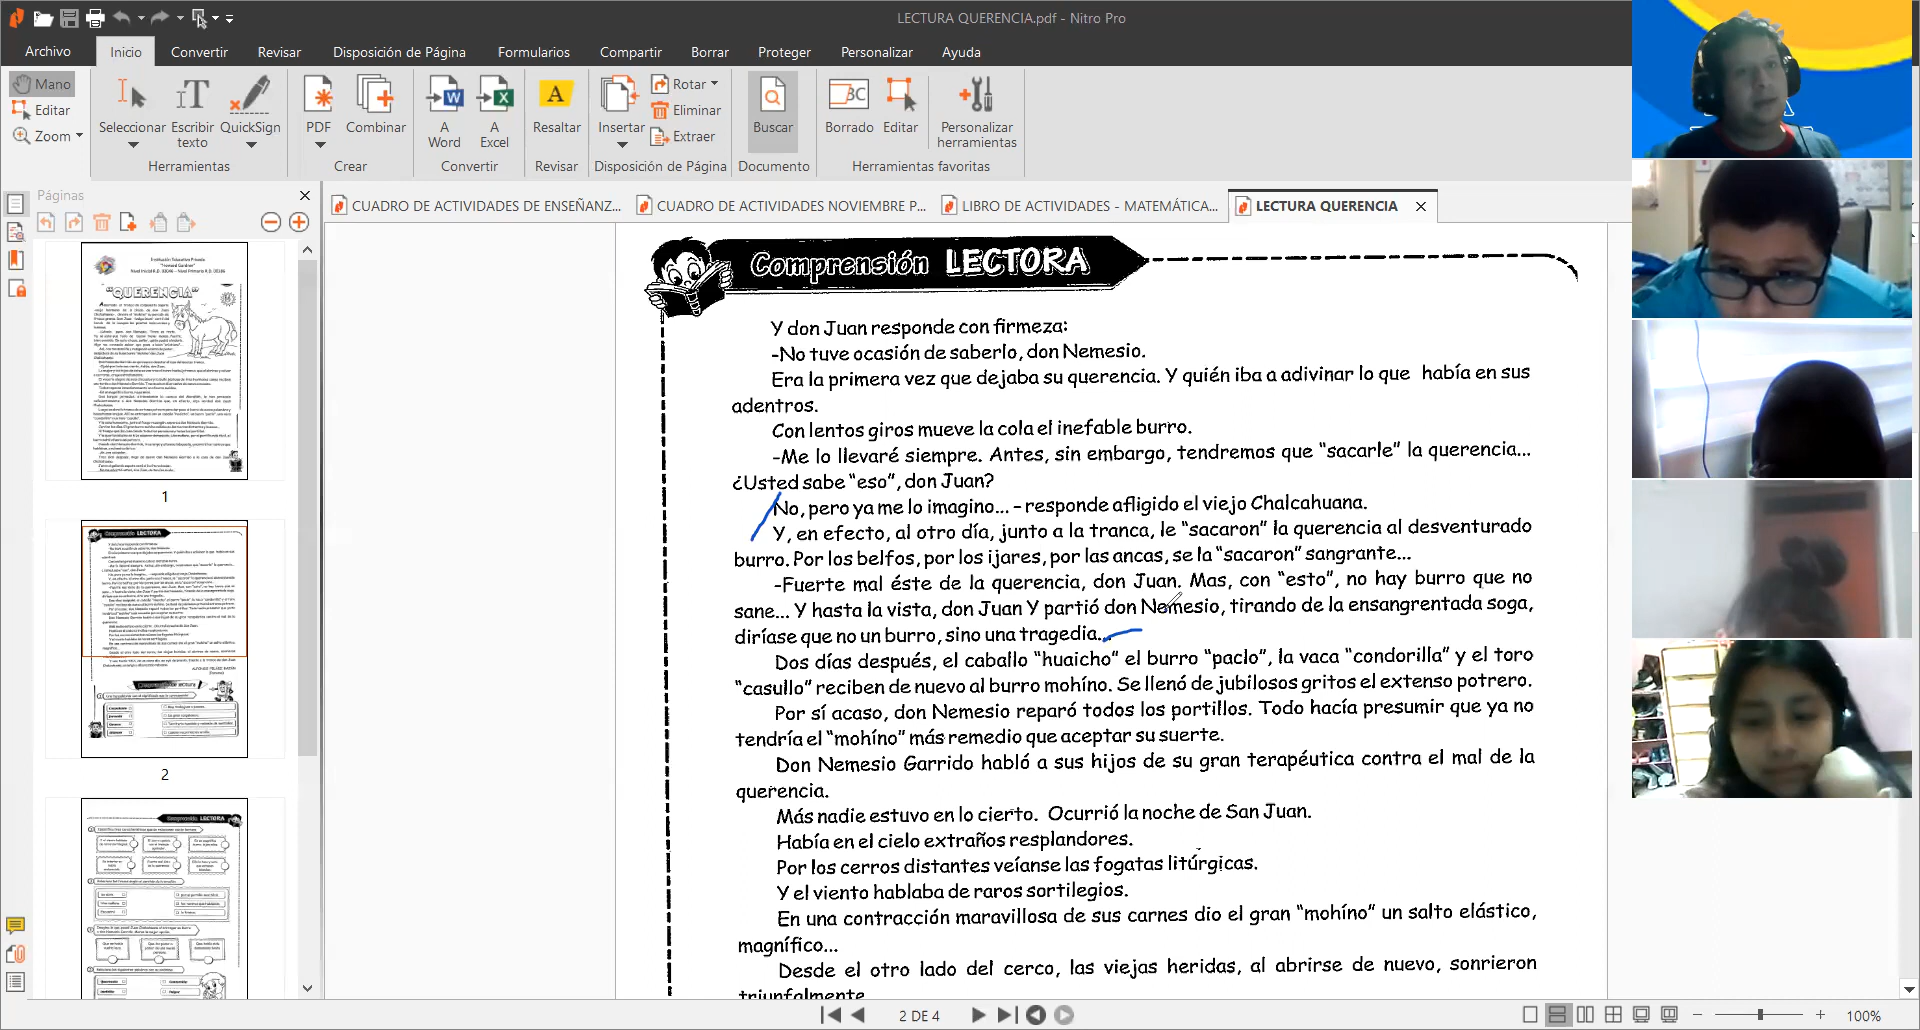 LECTURA QUERENCIA.pdf - Nitro Pro
Archivo Inicio Convertir Revisar Disposición de Página Formularios Compartir Borrar Proteger Personalizar Ayuda
Mano
Editar
Zoom
Seleccionar
Escribir texto
QuickSign
Herramientas
PDF
Combinar
Crear
A Word
A Excel
Convertir
Resaltar
Revisar
Insertar
Rotar
Eliminar
Extraer
Disposición de Página
Buscar
Documento
Borrado
Editar
Personalizar herramientas
Herramientas favoritas
Páginas
CUADRO DE ACTIVIDADES DE ENSEÑANZ...
CUADRO DE ACTIVIDADES NOVIEMBRE P...
LIBRO DE ACTIVIDADES - MATEMÁTICA...
LECTURA QUERENCIA
"QUERENCIA"
1
2
Comprensión LECTORA
Y don Juan responde con firmeza:
-No tuve ocasión de saberlo, don Nemesio.
Era la primera vez que dejaba su querencia. Y quién iba a adivinar lo que había en sus
adentros.
Con lentos giros mueve la cola el inefable burro.
-Me lo llevaré siempre. Antes, sin embargo, tendremos que "sacarle" la querencia...
¿Usted sabe "eso", don Juan?
No, pero ya me lo imagino... - responde afligido el viejo Chalcahuana.
Y, en efecto, al otro día, junto a la tranca, le "sacaron" la querencia al desventurado
burro. Por los belfos, por los ijares, por las ancas, se la "sacaron" sangrante...
-Fuerte mal éste de la querencia, don Juan. Mas, con "esto", no hay burro que no
sane... Y hasta la vista, don Juan Y partió don Nemesio, tirando de la ensangrentada soga,
diríase que no un burro, sino una tragedia...
Dos días después, el caballo "huaicho" el burro "paclo", la vaca "condorilla" y el toro
"casullo" reciben de nuevo al burro mohíno. Se llenó de jubilosos gritos el extenso potrero.
Por sí acaso, don Nemesio reparó todos los portillos. Todo hacía presumir que ya no
tendría el "mohíno" más remedio que aceptar su suerte.
Don Nemesio Garrido habló a sus hijos de su gran terapéutica contra el mal de la
querencia.
Más nadie estuvo en lo cierto. Ocurrió la noche de San Juan.
Había en el cielo extraños resplandores.
Por los cerros distantes veíanse las fogatas litúrgicas.
Y el viento hablaba de raros sortilegios.
En una contracción maravillosa de sus carnes dio el gran "mohíno" un salto elástico,
magnífico...
Desde el otro lado del cerco, las viejas heridas, al abrirse de nuevo, sonrieron
triunfalmente
2 DE 4
100%